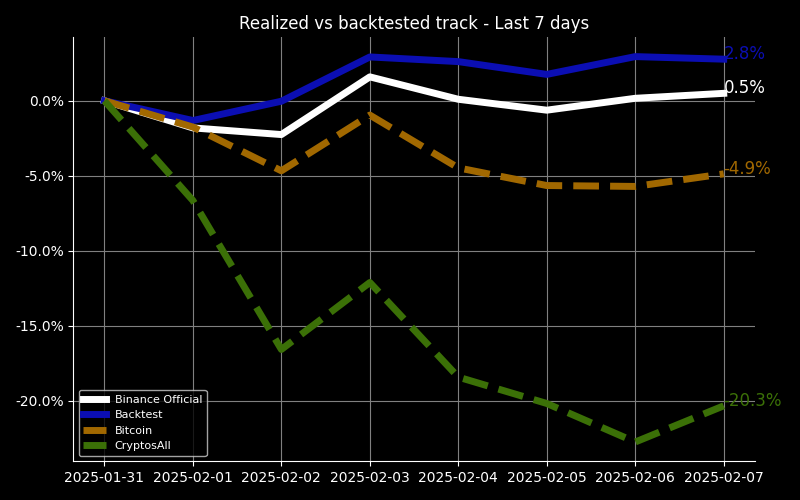 Realized vs backtested track - Last 7 days
2.8%
0.5%
-4.9%
-20.3%
0.0%
-5.0%
-10.0%
-15.0%
-20.0%
Binance Official
Backtest
Bitcoin
CryptosAll
2025-01-31 2025-02-01 2025-02-02 2025-02-03 2025-02-04 2025-02-05 2025-02-06 2025-02-07